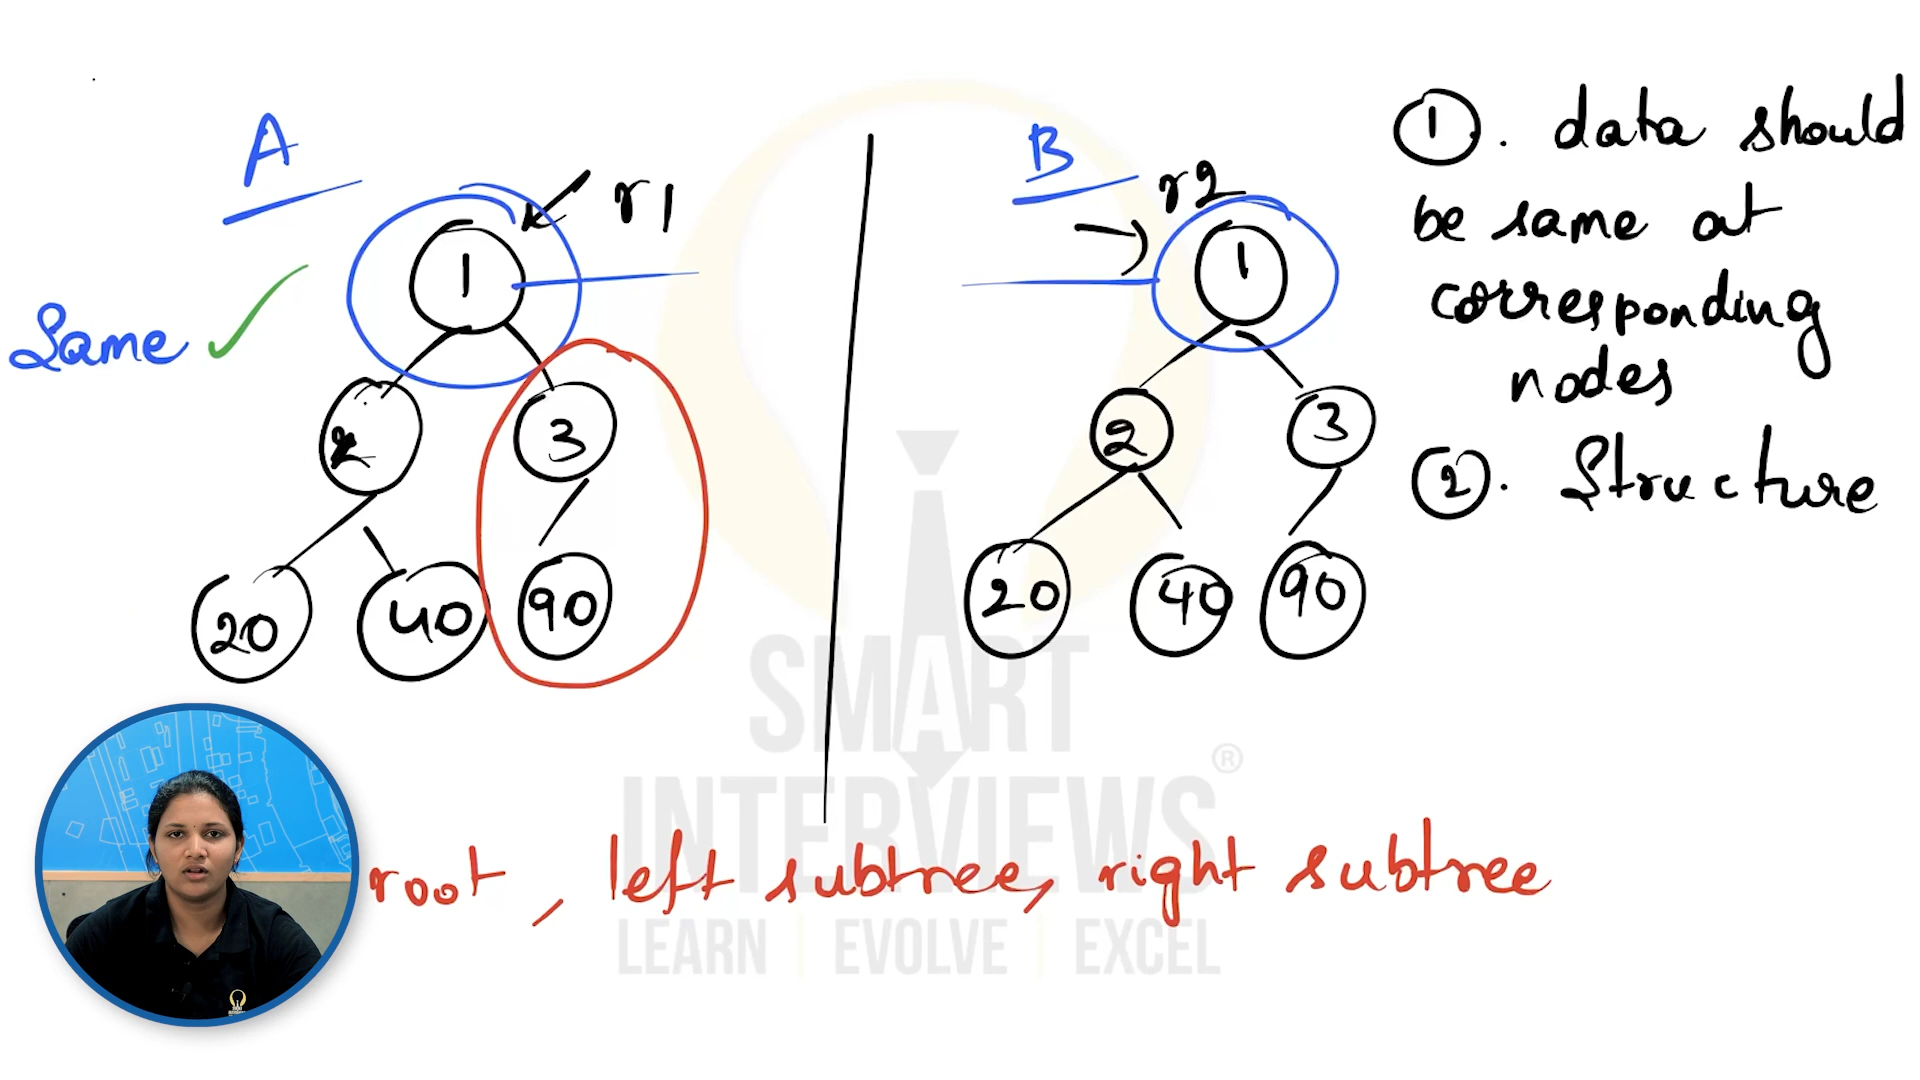 A
r1
1
Same
2
3
20
40
90
B
r2
1
2
3
20
40
90
1. data should
be same at
corresponding
nodes
2. Structure
root, left subtree, right subtree
SMART
INTERVIEWS®
LEARN | EVOLVE | EXCEL